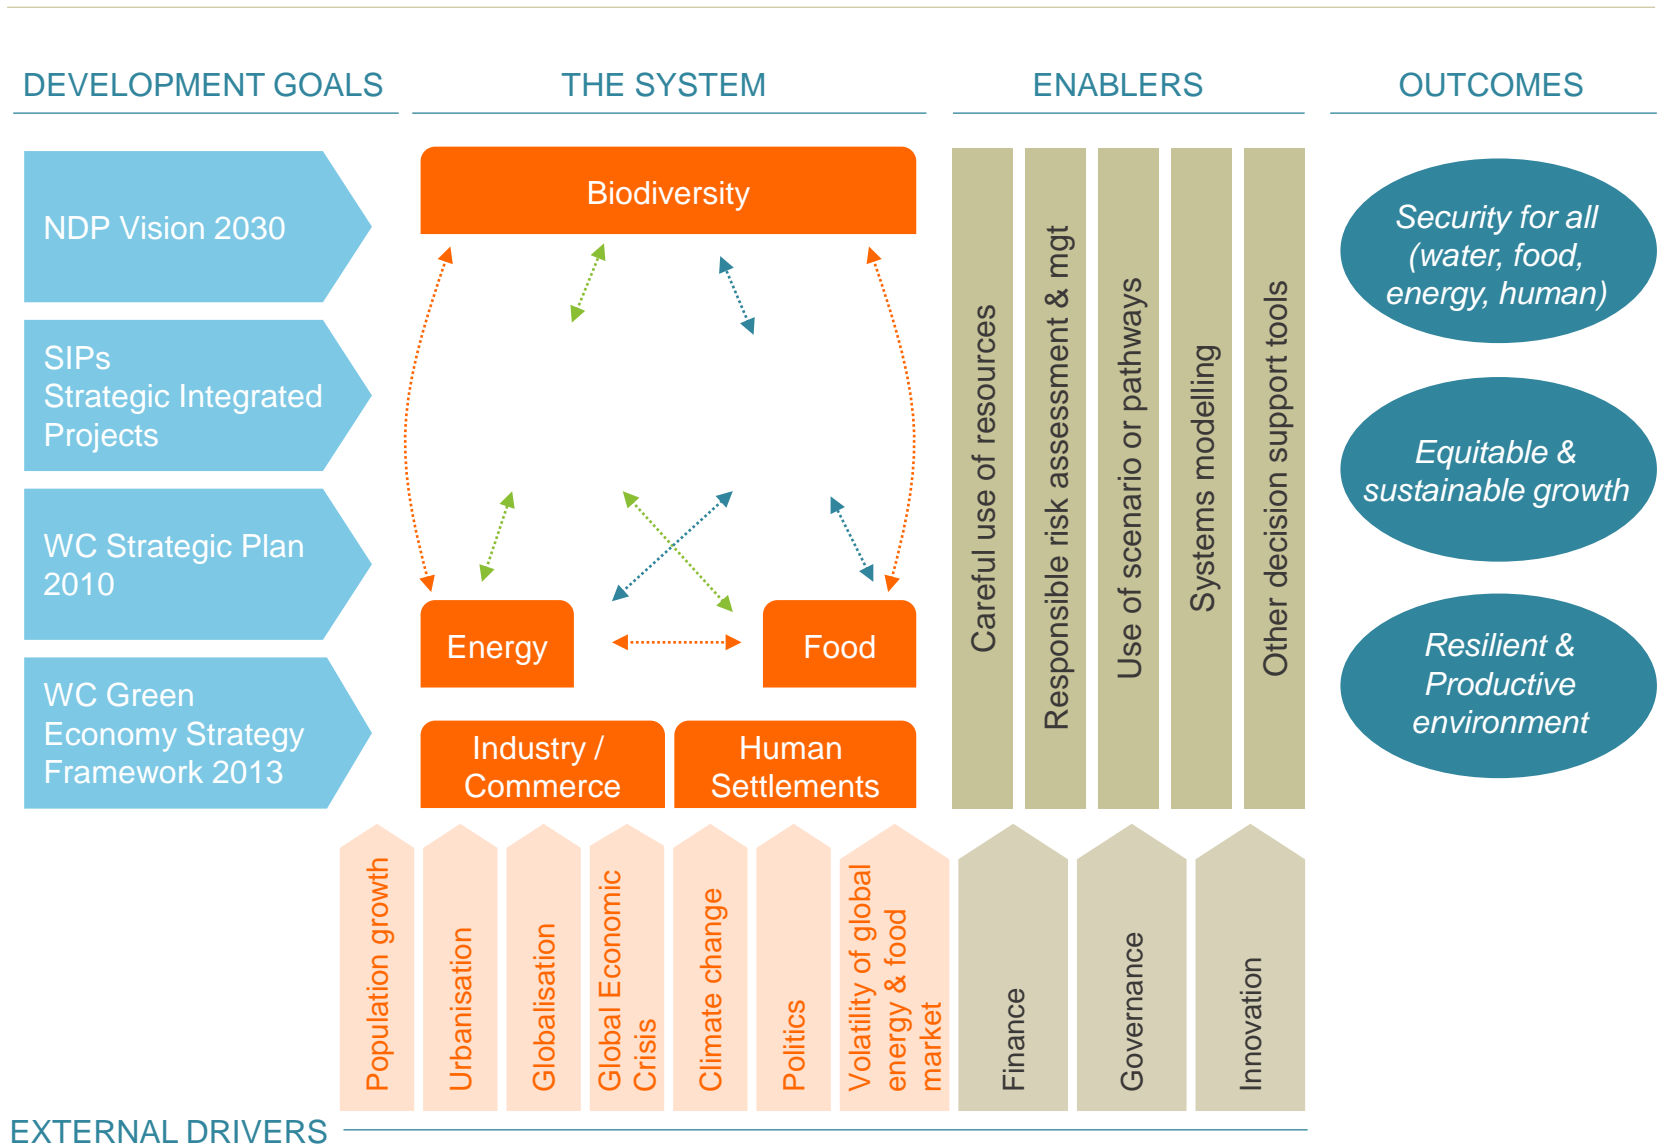 DEVELOPMENT GOALS
THE SYSTEM
ENABLERS
OUTCOMES
NDP Vision 2030
SIPs
Strategic Integrated
Projects
WC Strategic Plan
2010
WC Green
Economy Strategy
Framework 2013
Biodiversity
Energy
Food
Industry /
Commerce
Human
Settlements
Careful use of resources
Responsible risk assessment & mgt
Use of scenario or pathways
Systems modelling
Other decision support tools
Security for all
(water, food,
energy, human)
Equitable &
sustainable growth
Resilient &
Productive
environment
Population growth
Urbanisation
Globalisation
Global Economic
Crisis
Climate change
Politics
Volatility of global
energy & food
market
Finance
Governance
Innovation
EXTERNAL DRIVERS